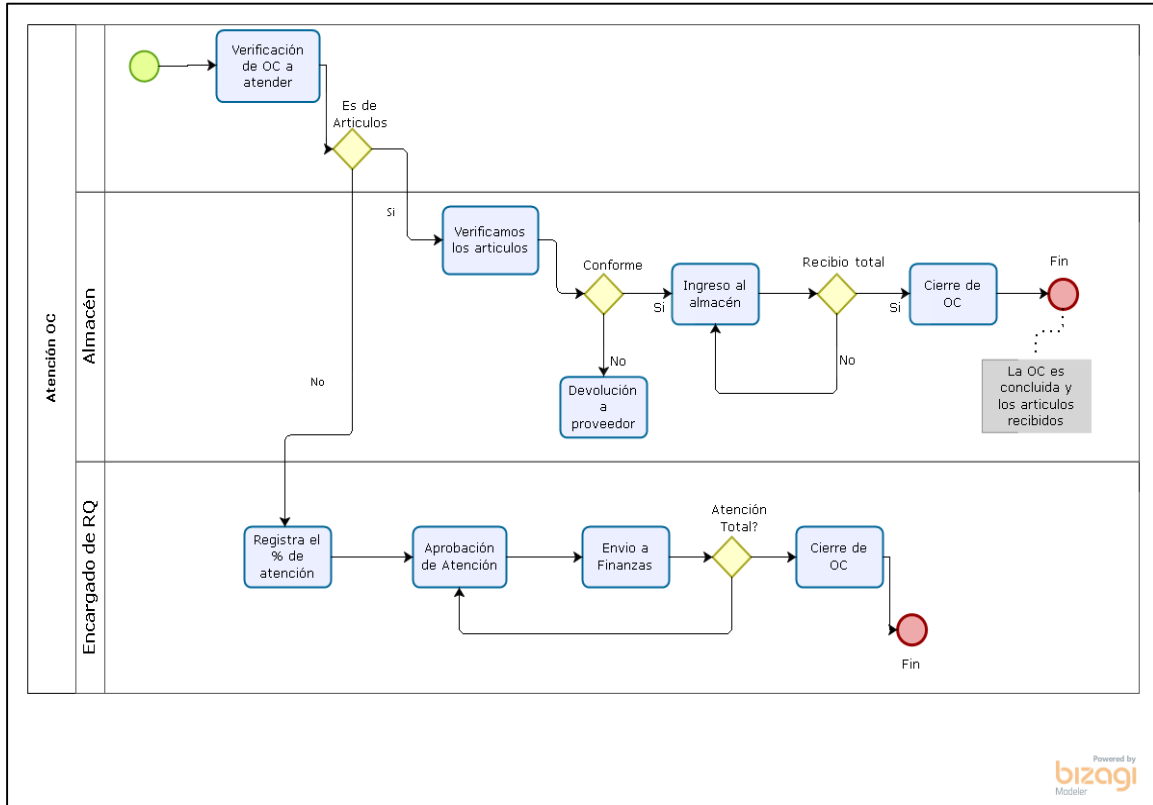 Atención OC
Verificación
de OC a
atender
Es de
Articulos
Si
No
Almacén
Verificamos
los articulos
Conforme
Si
No
Devolución
a
proveedor
Ingreso al
almacén
Recibio total
Si
No
Cierre de
OC
Fin
La OC es
concluida y
los articulos
recibidos
Encargado de RQ
Registra el
% de
atención
Aprobación
de Atención
Envio a
Finanzas
Atención
Total?
Cierre de
OC
Fin
Powered by
bizagi
Modeler